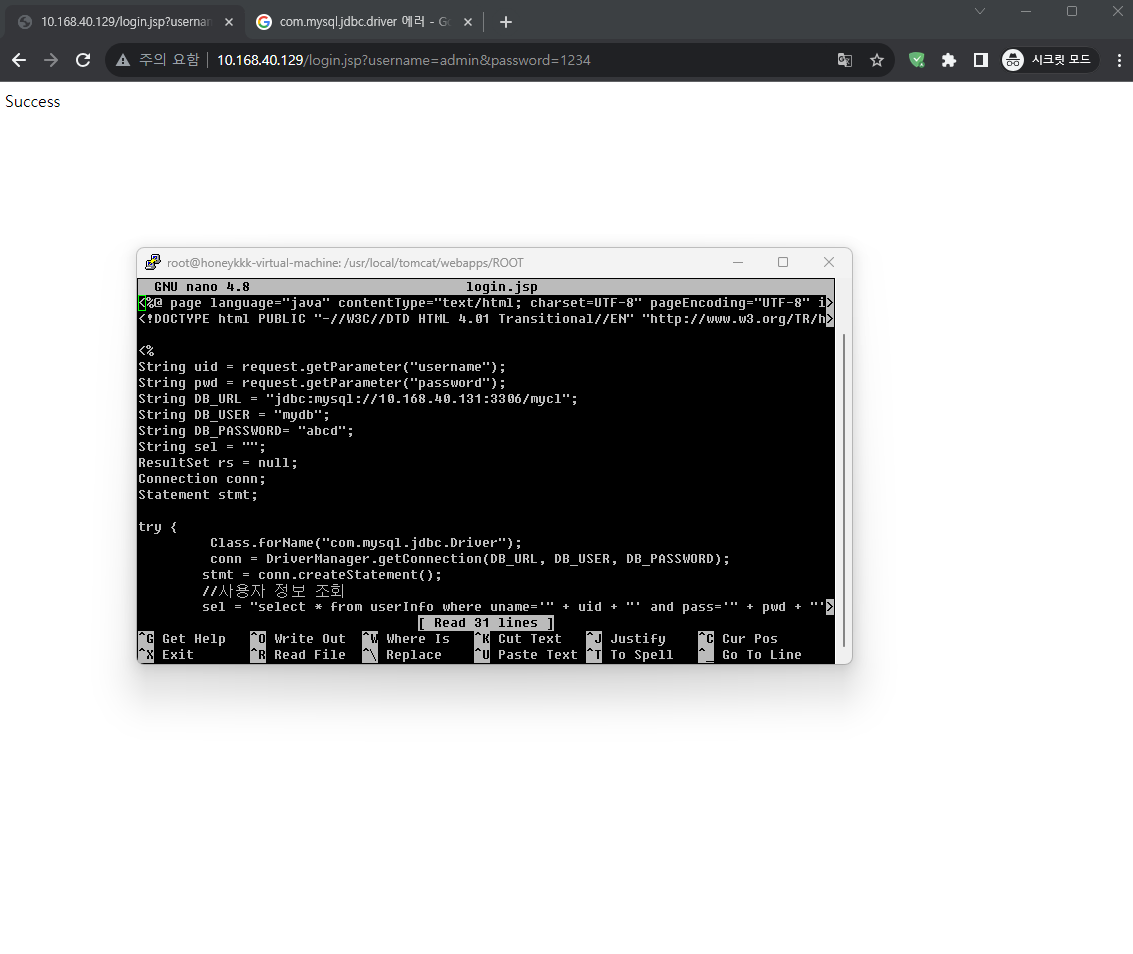 10.168.40.129/login.jsp?usernam
com.mysql.jdbc.driver 에러 - Go
주의 요함
10.168.40.129/login.jsp?username=admin&password=1234
시크릿 모드
Success
root@honeykkk-virtual-machine: /usr/local/tomcat/webapps/ROOT
GNU nano 4.8 login.jsp
<%@ page language="java" contentType="text/html; charset=UTF-8" pageEncoding="UTF-8" i>
<!DOCTYPE html PUBLIC "-//W3C//DTD HTML 4.01 Transitional//EN" "http://www.w3.org/TR/h>
<%
String uid = request.getParameter("username");
String pwd = request.getParameter("password");
String DB_URL = "jdbc:mysql://10.168.40.131:3306/mycl";
String DB_USER = "mydb";
String DB_PASSWORD= "abcd";
String sel = "";
ResultSet rs = null;
Connection conn;
Statement stmt;
try {
Class.forName("com.mysql.jdbc.Driver");
conn = DriverManager.getConnection(DB_URL, DB_USER, DB_PASSWORD);
stmt = conn.createStatement();
//사용자 정보 조회
sel = "select * from userInfo where uname='" + uid + "' and pass='" + pwd + "'>
[ Read 31 lines ]
^G Get Help ^O Write Out ^W Where Is ^K Cut Text ^J Justify ^C Cur Pos
^X Exit ^R Read File ^\ Replace ^U Paste Text ^T To Spell ^_ Go To Line